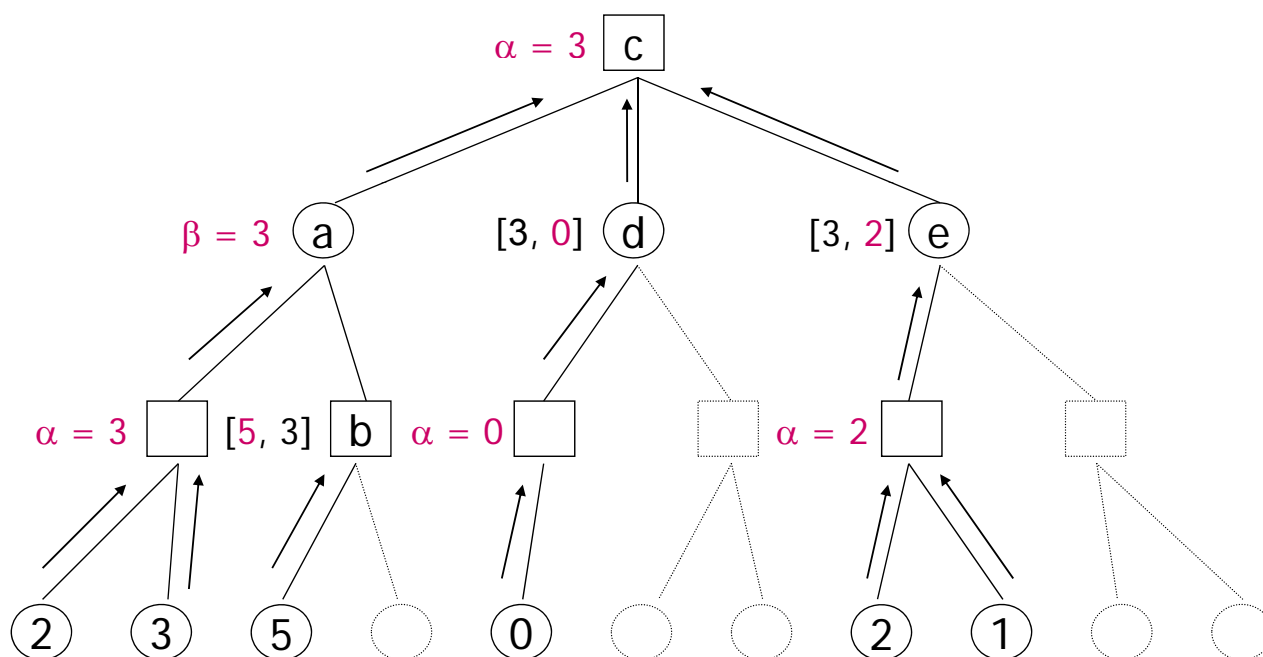 α = 3 c
β = 3 a [3, 0] d [3, 2] e
α = 3 [5, 3] b α = 0 α = 2
2 3 5 0 2 1